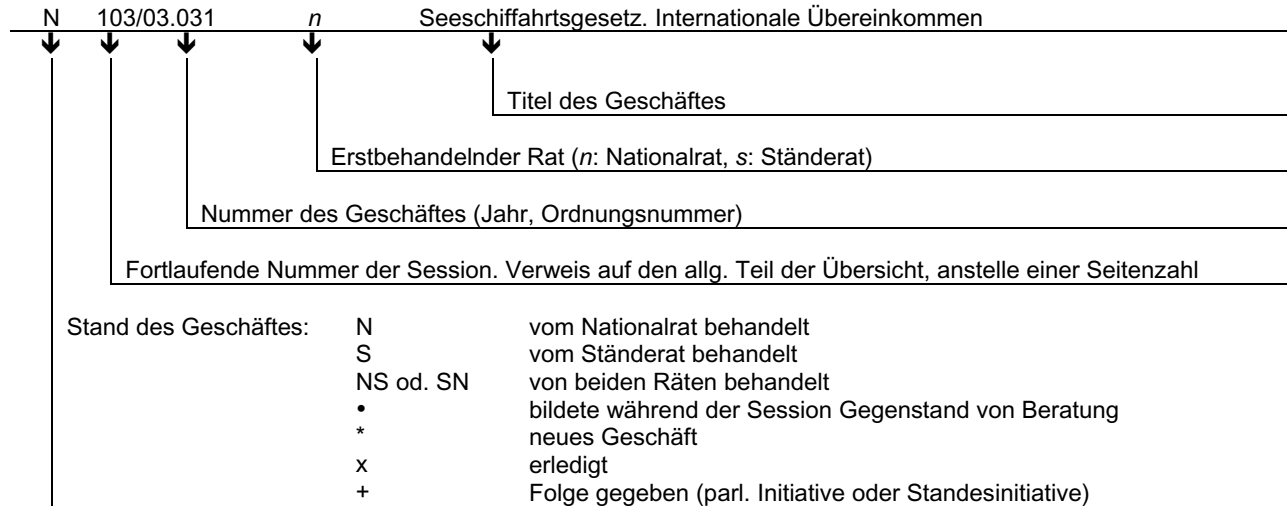 N 103/03.031 n Seeschiffahrtsgesetz. Internationale Übereinkommen
Titel des Geschäftes
Erstbehandelnder Rat (n: Nationalrat, s: Ständerat)
Nummer des Geschäftes (Jahr, Ordnungsnummer)
Fortlaufende Nummer der Session. Verweis auf den allg. Teil der Übersicht, anstelle einer Seitenzahl
Stand des Geschäftes: N vom Nationalrat behandelt
S vom Ständerat behandelt
NS od. SN von beiden Räten behandelt
• bildete während der Session Gegenstand von Beratung
* neues Geschäft
x erledigt
+ Folge gegeben (parl. Initiative oder Standesinitiative)